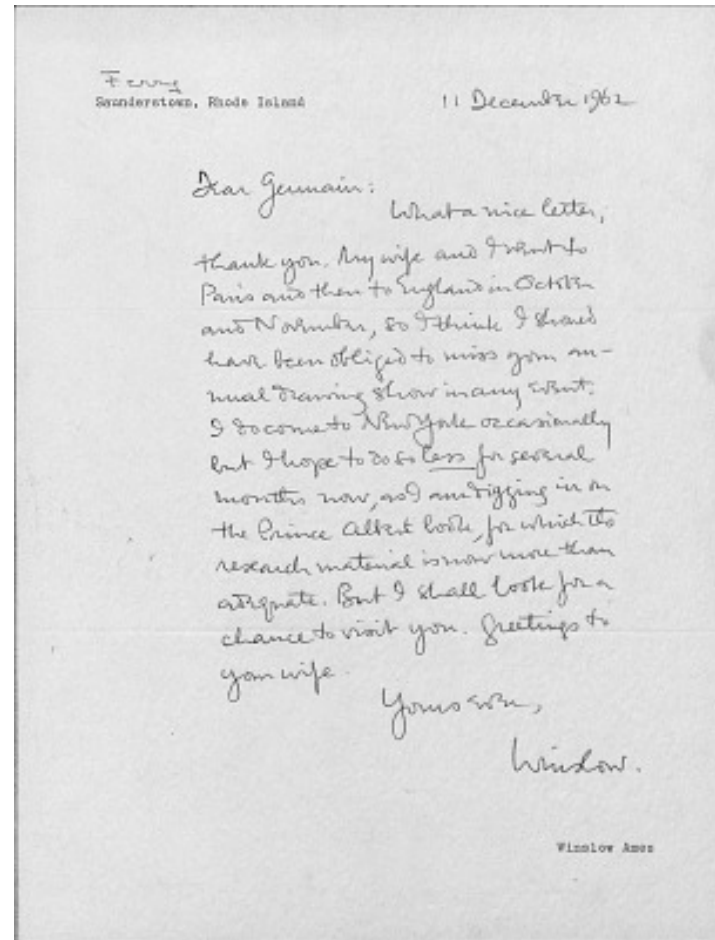 Saunderstown, Rhode Island
11 December 1962
Dear Germain:
What a nice letter,
thank you. My wife and I went to
Paris and then to England in October
and November, so I think I should
have been obliged to miss your an-
nual drawing show in any event.
I do come to New York occasionally
but I hope to do so less for several
months now, as I am digging in on
the Prince Albert book, for which the
research material is now more than
adequate. But I shall look for a
chance to visit you. Greetings to
your wife.
Yours ever,
Winslow.
Winslow Ames